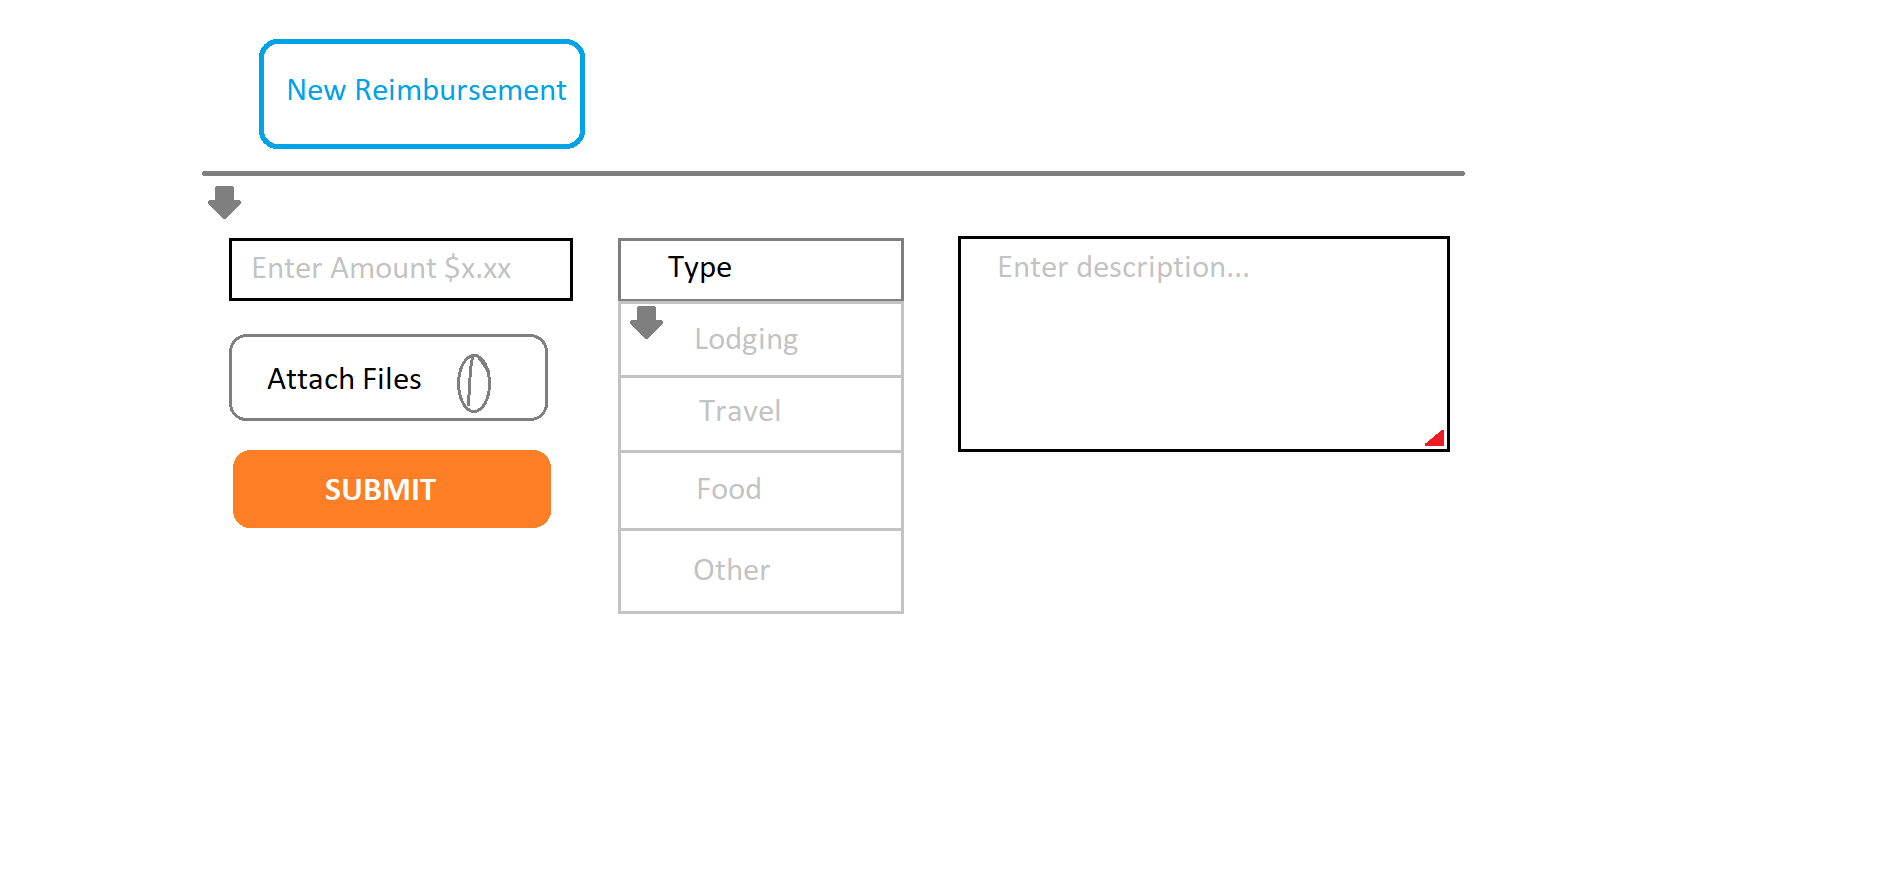 New Reimbursement
Enter Amount $x.xx
Attach Files
SUBMIT
Type
Lodging
Travel
Food
Other
Enter description...